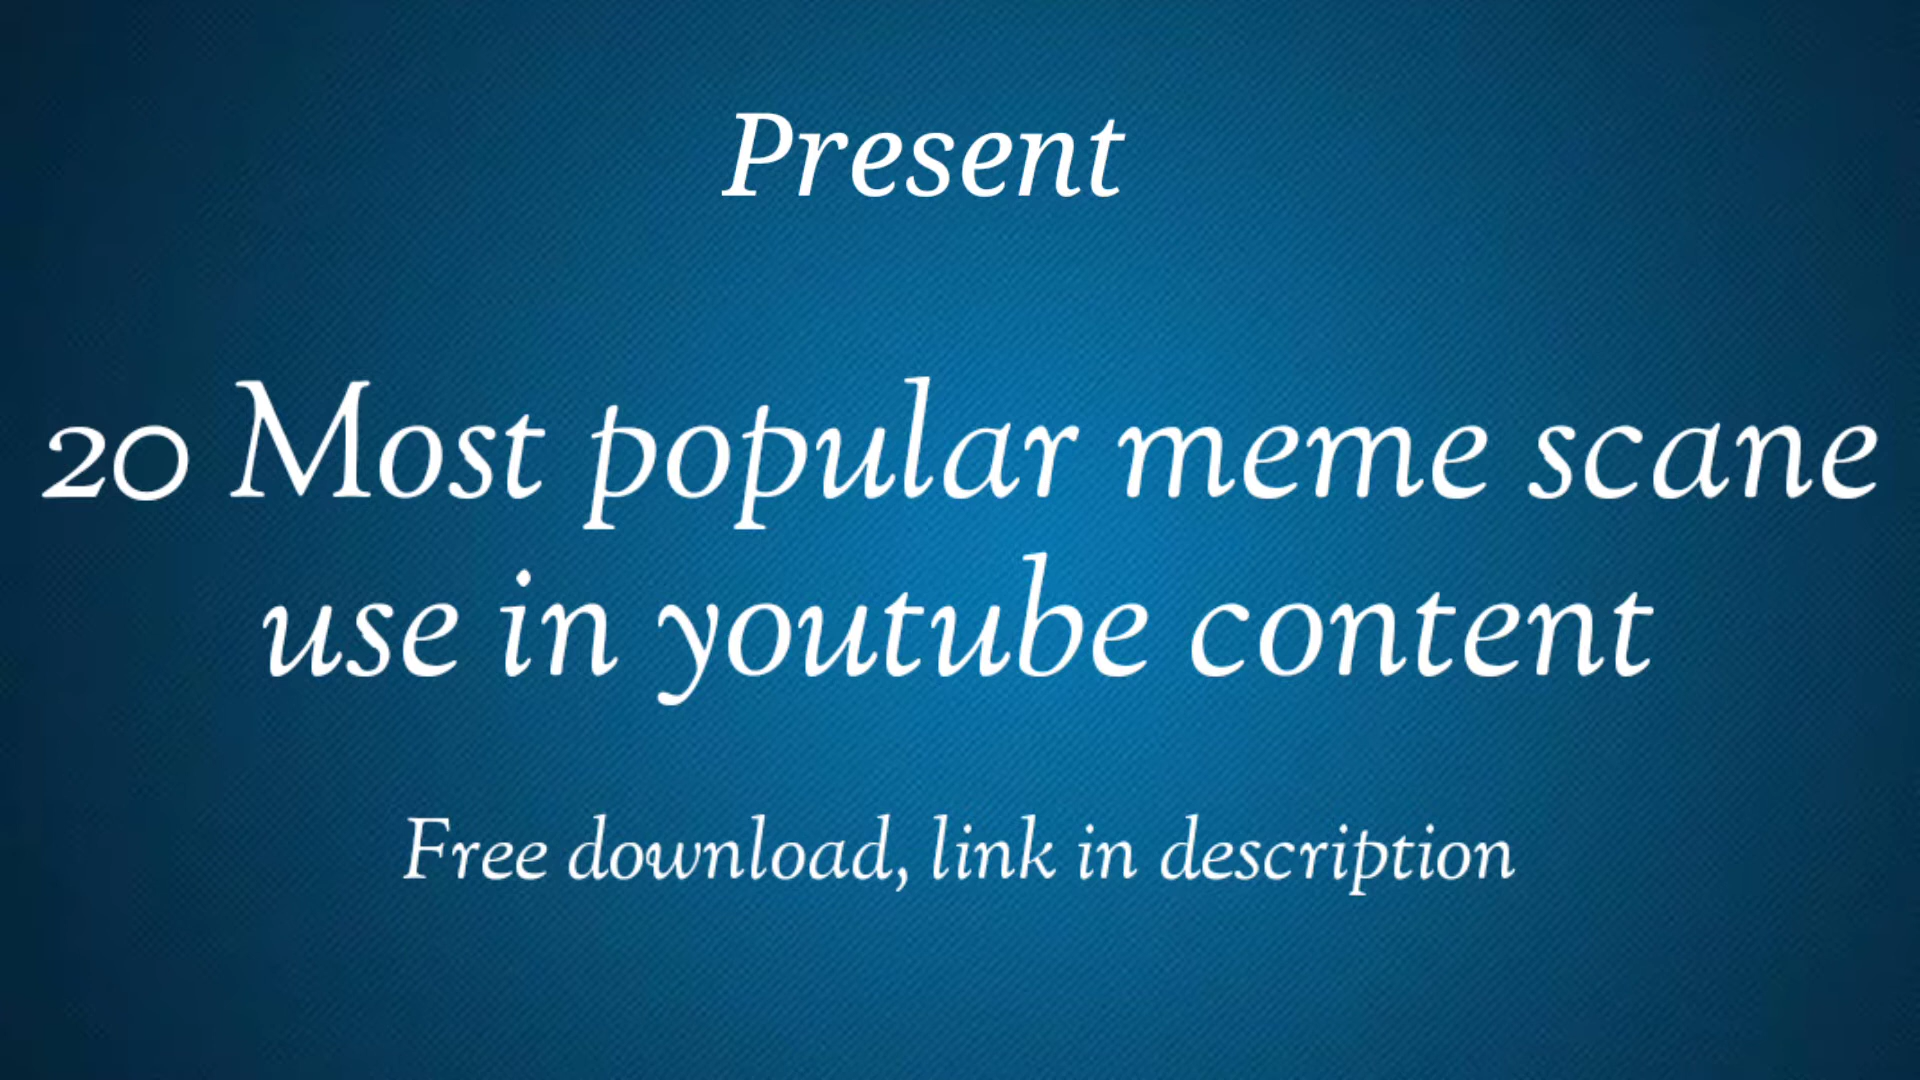 Present
20 Most popular meme scane
use in youtube content
Free download, link in description